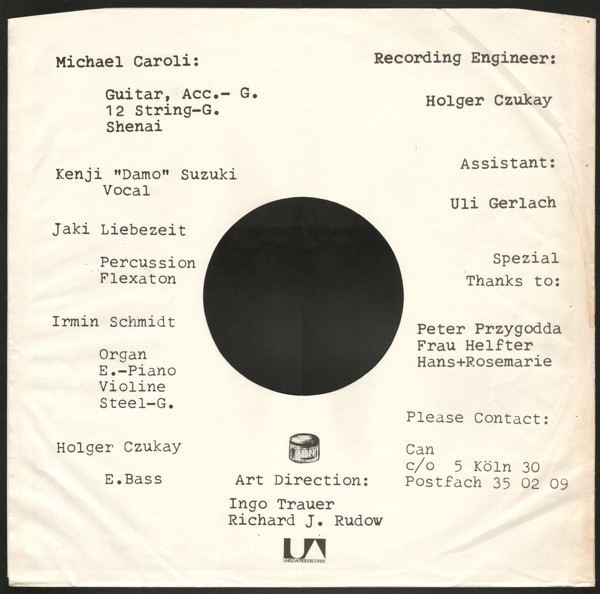 Michael Caroli:
Guitar, Acc.- G.
12 String-G.
Shenai
Kenji "Damo" Suzuki
Vocal
Jaki Liebezeit
Percussion
Flexaton
Irmin Schmidt
Organ
E.-Piano
Violine
Steel-G.
Holger Czukay
E.Bass
Art Direction:
Ingo Trauer
Richard J. Rudow
UA
UNITED ARTISTS RECORDS
Recording Engineer:
Holger Czukay
Assistant:
Uli Gerlach
Spezial
Thanks to:
Peter Przygodda
Frau Helfter
Hans+Rosemarie
Please Contact:
Can
c/o 5 Köln 30
Postfach 35 02 09